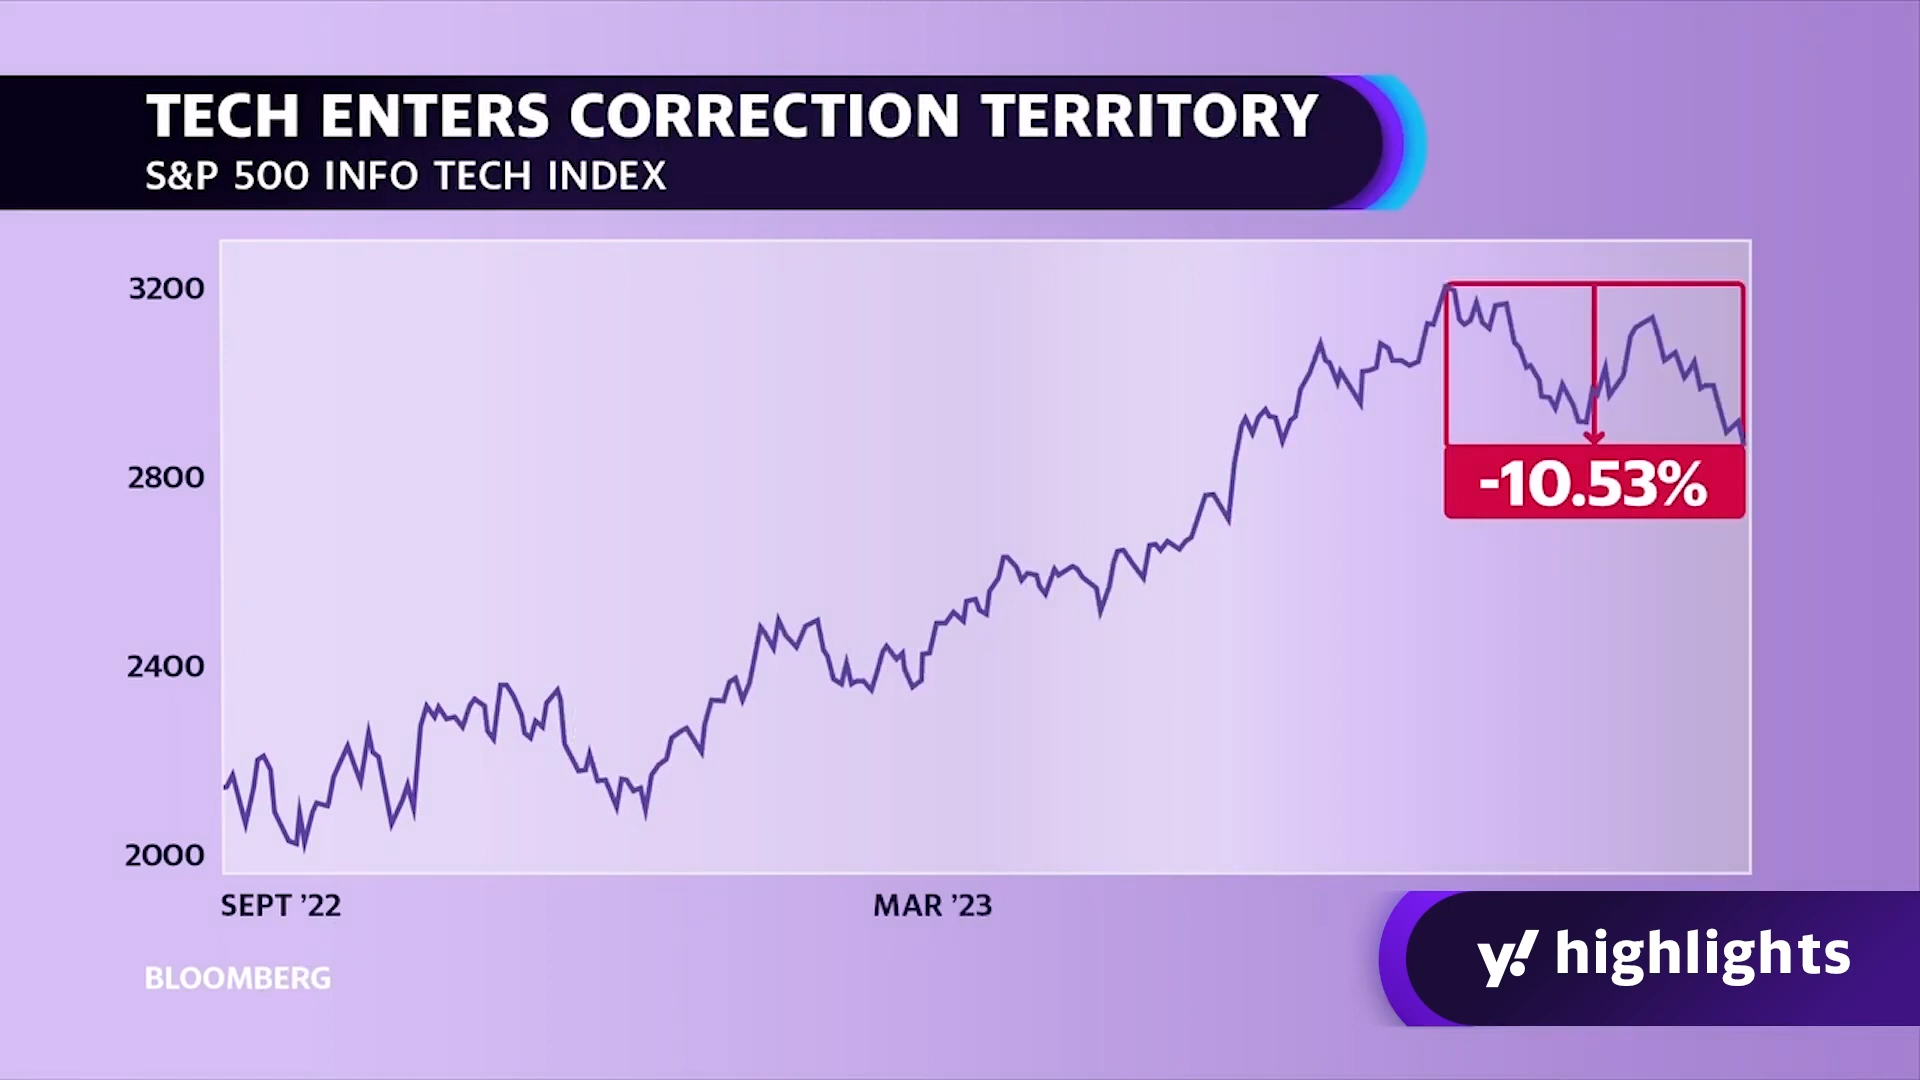 TECH ENTERS CORRECTION TERRITORY
S&P 500 INFO TECH INDEX
3200
2800
2400
2000
-10.53%
SEPT ’22
MAR ’23
BLOOMBERG
y! highlights